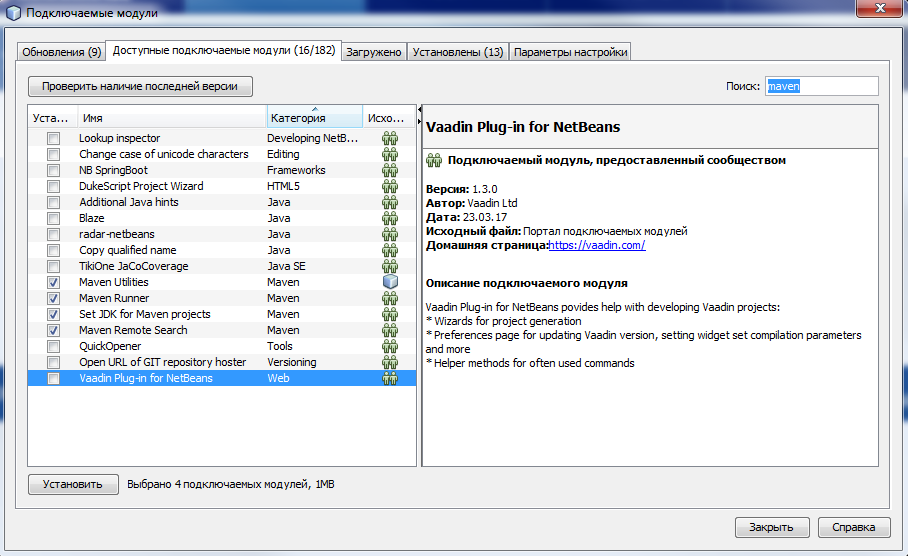 Подключаемые модули
Обновления (9) Доступные подключаемые модули (16/182) Загружено Установлены (13) Параметры настройки
Проверить наличие последней версии Поиск: maven
Уста... Имя Категория Исхо...
Lookup inspector Developing NetB...
Change case of unicode characters Editing
NB SpringBoot Frameworks
DukeScript Project Wizard HTML5
Additional Java hints Java
Blaze Java
radar-netbeans Java
Copy qualified name Java
TikiOne JaCoCoverage Java SE
Maven Utilities Maven
Maven Runner Maven
Set JDK for Maven projects Maven
Maven Remote Search Maven
QuickOpener Tools
Open URL of GIT repository hoster Versioning
Vaadin Plug-in for NetBeans Web
Vaadin Plug-in for NetBeans
Подключаемый модуль, предоставленный сообществом
Версия: 1.3.0
Автор: Vaadin Ltd
Дата: 23.03.17
Исходный файл: Портал подключаемых модулей
Домашняя страница:https://vaadin.com/
Описание подключаемого модуля
Vaadin Plug-in for NetBeans povides help with developing Vaadin projects:
* Wizards for project generation
* Preferences page for updating Vaadin version, setting widget set compilation parameters
and more
* Helper methods for often used commands
Установить Выбрано 4 подключаемых модулей, 1MB
Закрыть Справка